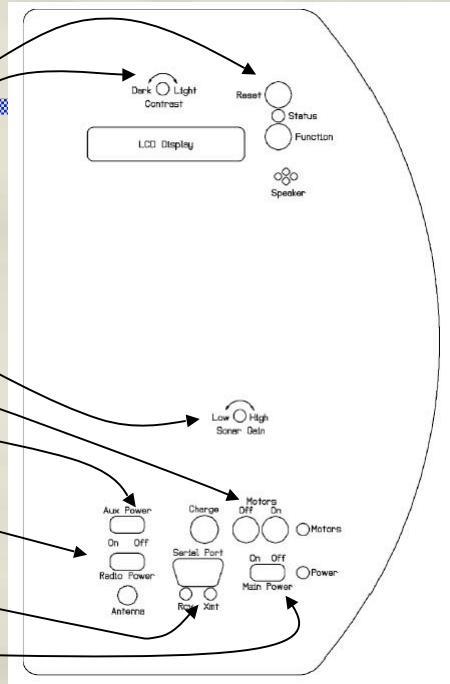 Dark Light
Contrast
Reset
Status
Function
LCD Display
Speaker
Low High
Sonar Gain
Aux Power
On Off
Radio Power
Antenna
Charge
Serial Port
Rcv Xmt
Motors
Off On
Motors
On Off
Main Power
Power